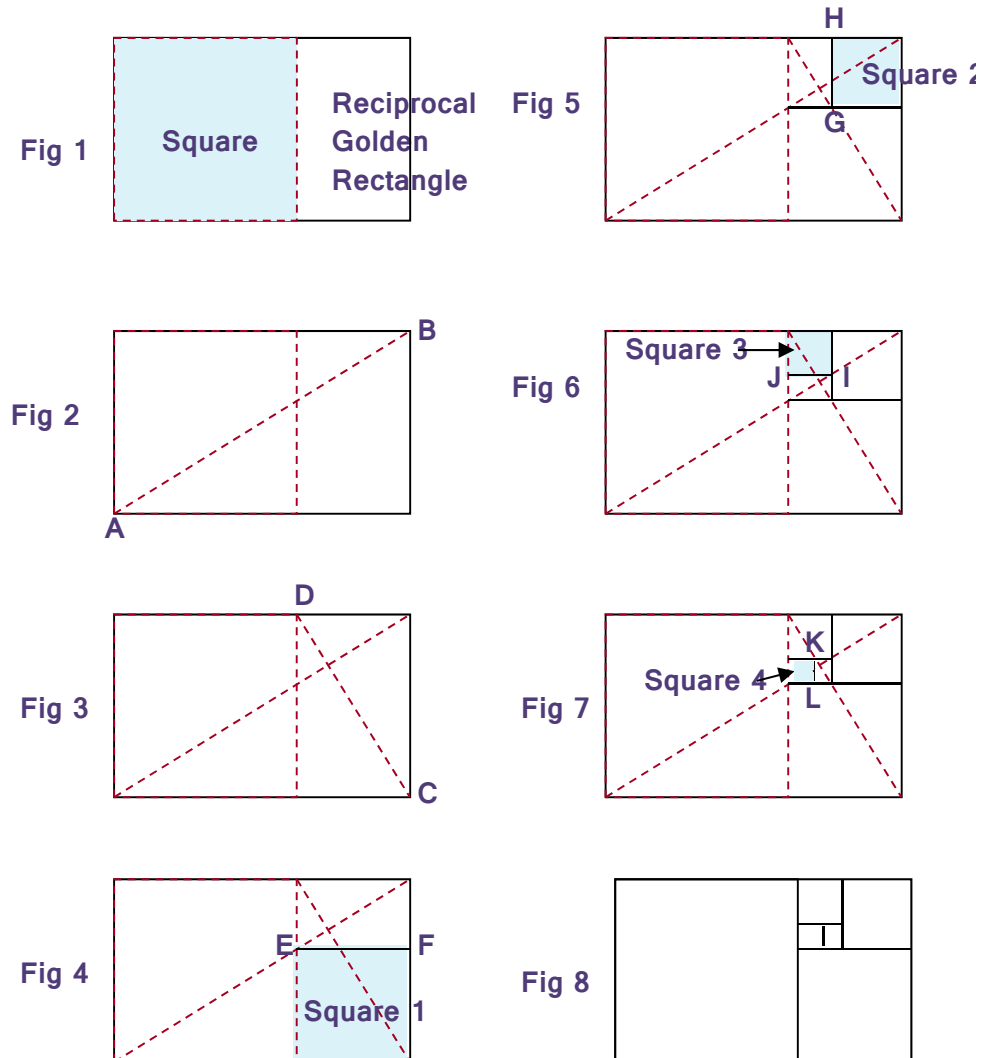 Fig 1
Square
Reciprocal
Golden
Rectangle
Fig 2
A
B
Fig 3
D
C
Fig 4
E
F
Square 1
Fig 5
H
Square 2
G
Fig 6
Square 3
J
I
Fig 7
K
Square 4
L
Fig 8